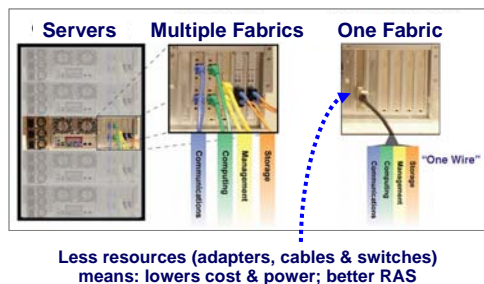 Servers
Multiple Fabrics
One Fabric
Communications
Computing
Management
Storage
"One Wire"
Communications
Computing
Management
Storage
Less resources (adapters, cables & switches)
means: lowers cost & power; better RAS